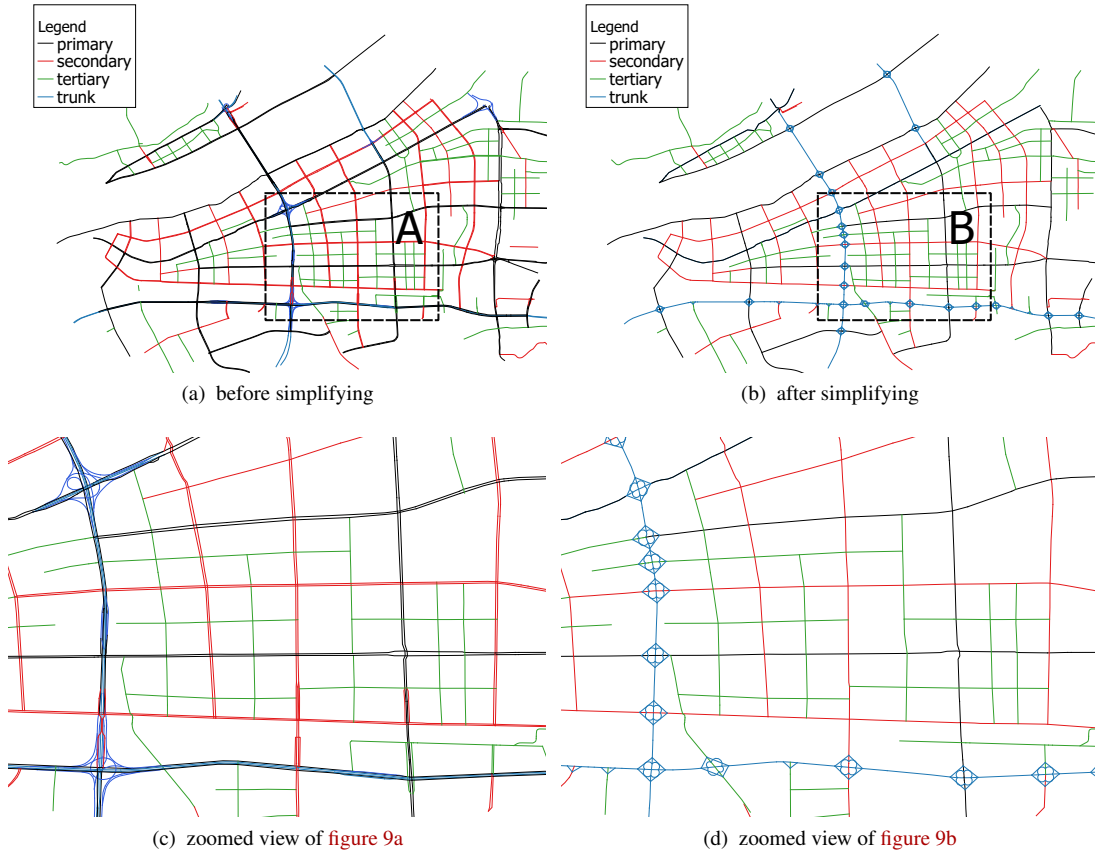 Legend
primary
secondary
tertiary
trunk
A
(a) before simplifying
Legend
primary
secondary
tertiary
trunk
B
(b) after simplifying
(c) zoomed view of figure 9a
(d) zoomed view of figure 9b